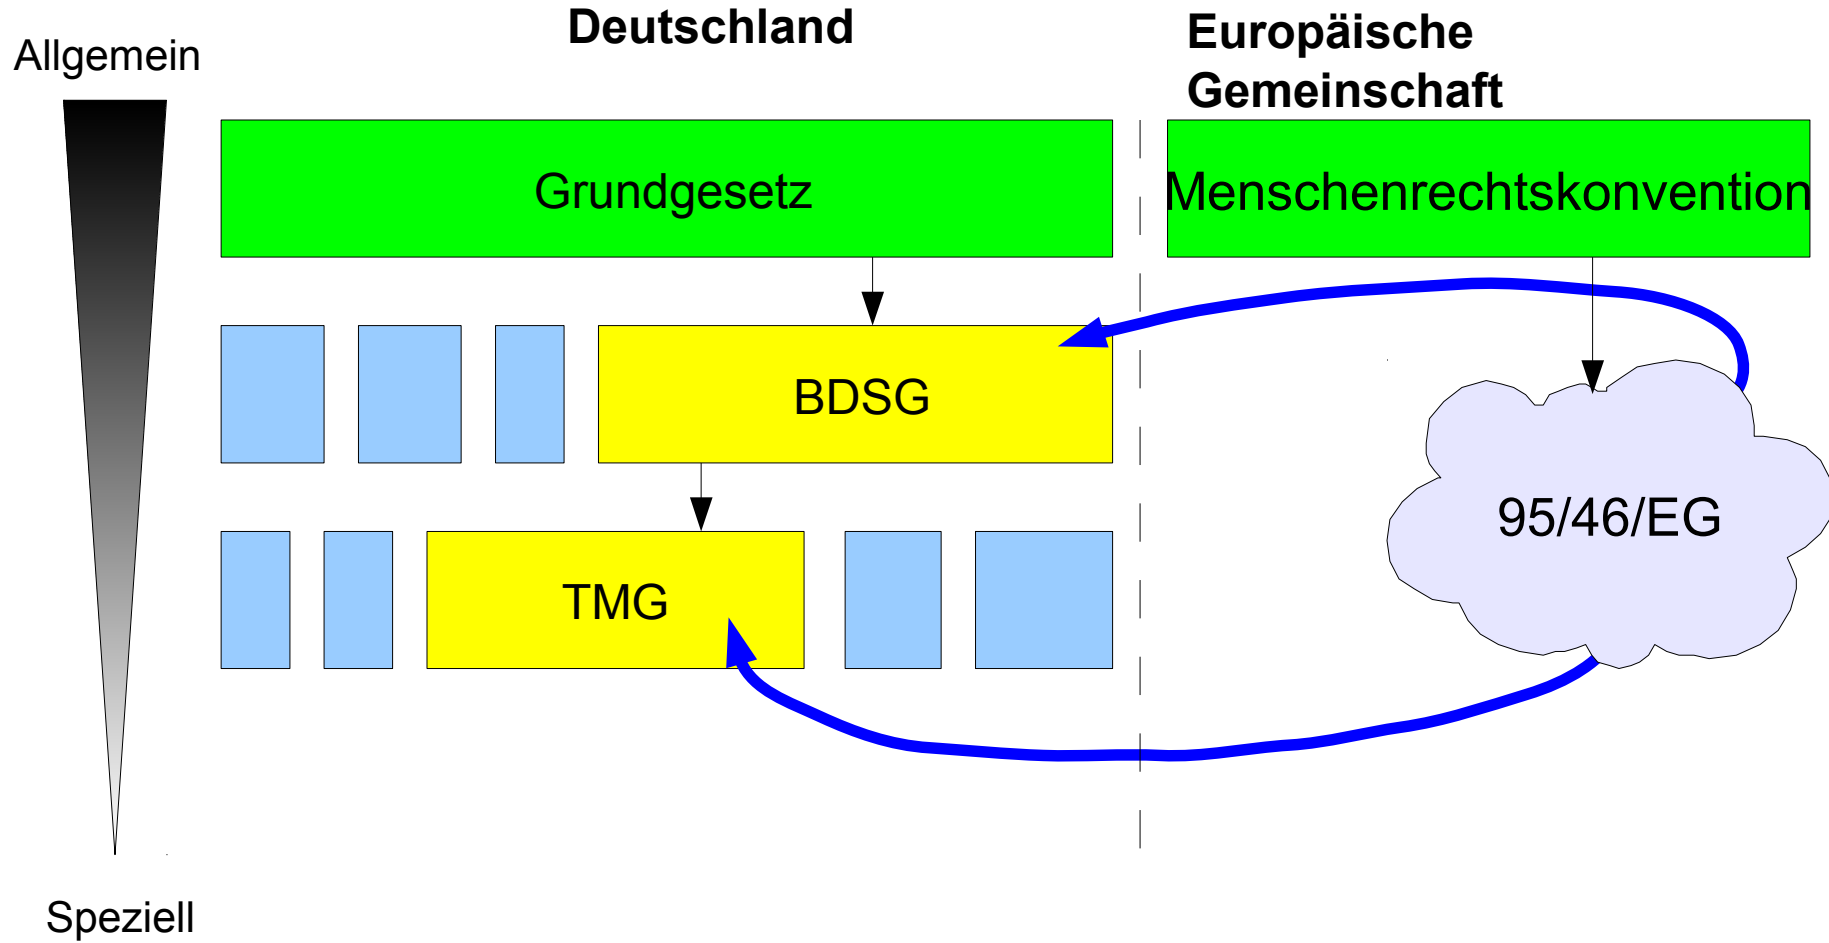 Deutschland
Europäische
Gemeinschaft
Allgemein
Grundgesetz
Menschenrechtskonvention
BDSG
95/46/EG
TMG
Speziell